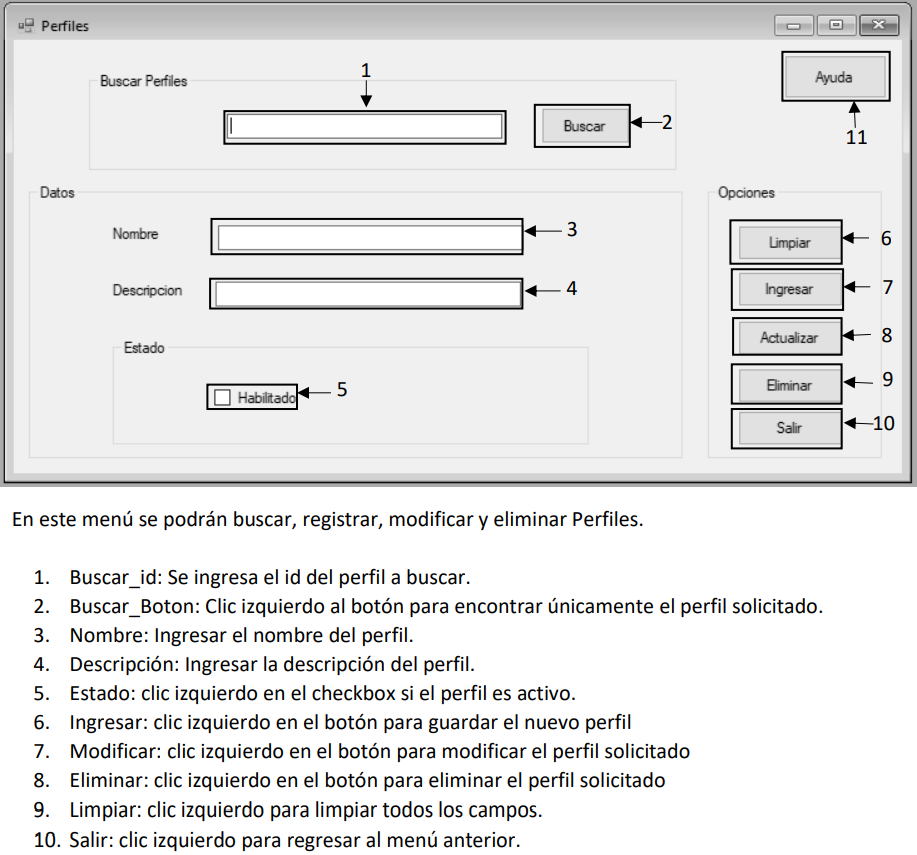 Perfiles
Buscar Perfiles
1
Ayuda
Buscar
2
11
Datos
Opciones
Nombre
3
Limpiar
6
Descripcion
4
Ingresar
7
Estado
Actualizar
8
Habilitado
5
Eliminar
9
Salir
10
En este menú se podrán buscar, registrar, modificar y eliminar Perfiles.
1. Buscar_id: Se ingresa el id del perfil a buscar.
2. Buscar_Boton: Clic izquierdo al botón para encontrar únicamente el perfil solicitado.
3. Nombre: Ingresar el nombre del perfil.
4. Descripción: Ingresar la descripción del perfil.
5. Estado: clic izquierdo en el checkbox si el perfil es activo.
6. Ingresar: clic izquierdo en el botón para guardar el nuevo perfil
7. Modificar: clic izquierdo en el botón para modificar el perfil solicitado
8. Eliminar: clic izquierdo en el botón para eliminar el perfil solicitado
9. Limpiar: clic izquierdo para limpiar todos los campos.
10. Salir: clic izquierdo para regresar al menú anterior.